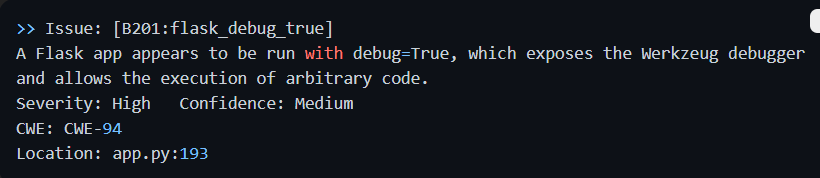 >> Issue: [B201:flask_debug_true]
A Flask app appears to be run with debug=True, which exposes the Werkzeug debugger
and allows the execution of arbitrary code.
Severity: High   Confidence: Medium
CWE: CWE-94
Location: app.py:193